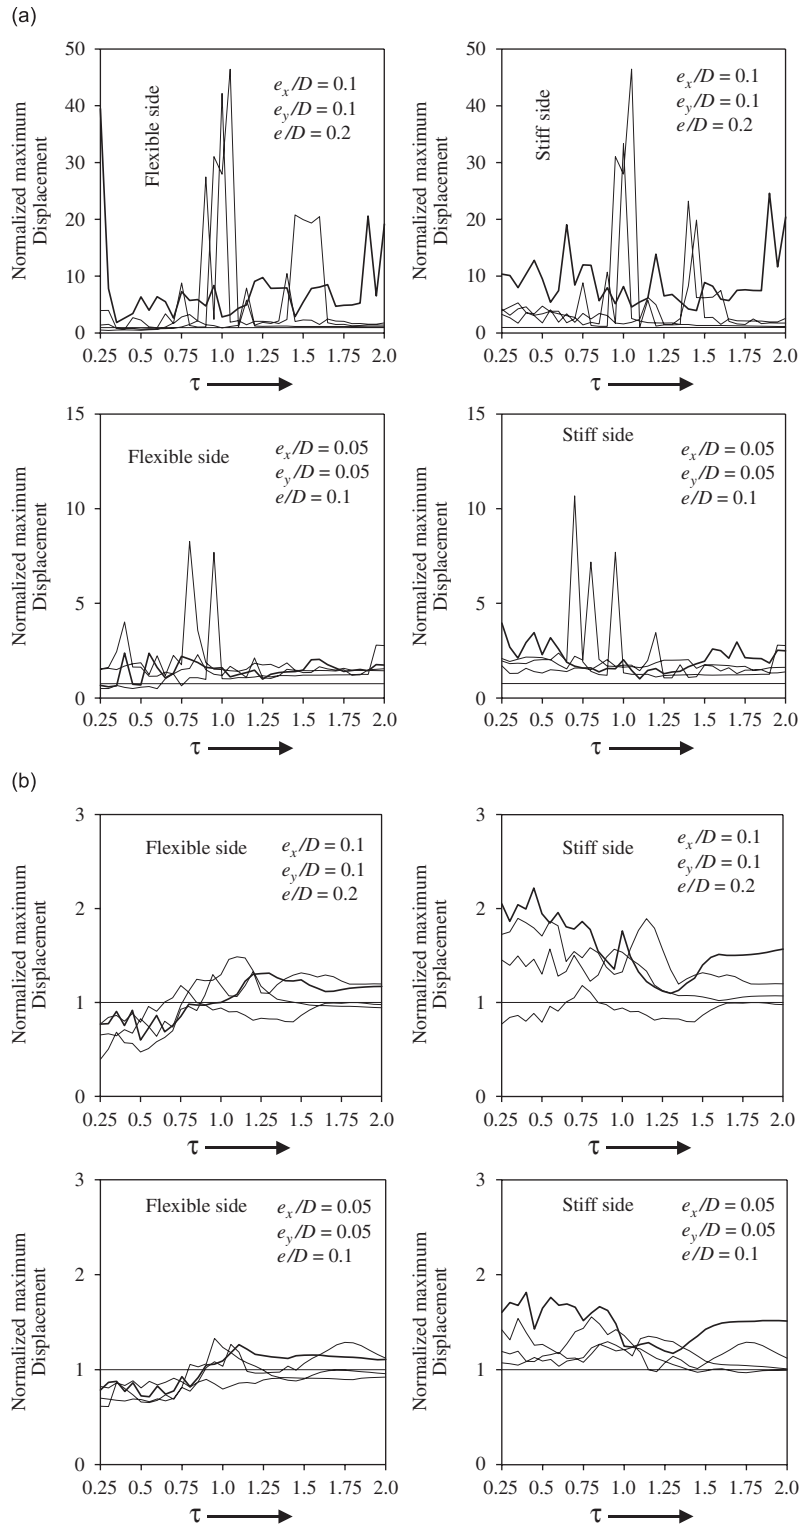 (a)
Normalized maximum
Displacement
50
40
30
20
10
0
Flexible side
e_x/D = 0.1
e_y/D = 0.1
e/D = 0.2
0.25 0.5 0.75 1.0 1.25 1.5 1.75 2.0
τ
Normalized maximum
Displacement
50
40
30
20
10
0
Stiff side
e_x/D = 0.1
e_y/D = 0.1
e/D = 0.2
0.25 0.5 0.75 1.0 1.25 1.5 1.75 2.0
τ
Normalized maximum
Displacement
15
10
5
0
Flexible side
e_x/D = 0.05
e_y/D = 0.05
e/D = 0.1
0.25 0.5 0.75 1.0 1.25 1.5 1.75 2.0
τ
Normalized maximum
Displacement
15
10
5
0
Stiff side
e_x/D = 0.05
e_y/D = 0.05
e/D = 0.1
0.25 0.5 0.75 1.0 1.25 1.5 1.75 2.0
τ
(b)
Normalized maximum
Displacement
3
2
1
0
Flexible side
e_x/D = 0.1
e_y/D = 0.1
e/D = 0.2
0.25 0.5 0.75 1.0 1.25 1.5 1.75 2.0
τ
Normalized maximum
Displacement
3
2
1
0
Stiff side
e_x/D = 0.1
e_y/D = 0.1
e/D = 0.2
0.25 0.5 0.75 1.0 1.25 1.5 1.75 2.0
τ
Normalized maximum
Displacement
3
2
1
0
Flexible side
e_x/D = 0.05
e_y/D = 0.05
e/D = 0.1
0.25 0.5 0.75 1.0 1.25 1.5 1.75 2.0
τ
Normalized maximum
Displacement
3
2
1
0
Stiff side
e_x/D = 0.05
e_y/D = 0.05
e/D = 0.1
0.25 0.5 0.75 1.0 1.25 1.5 1.75 2.0
τ